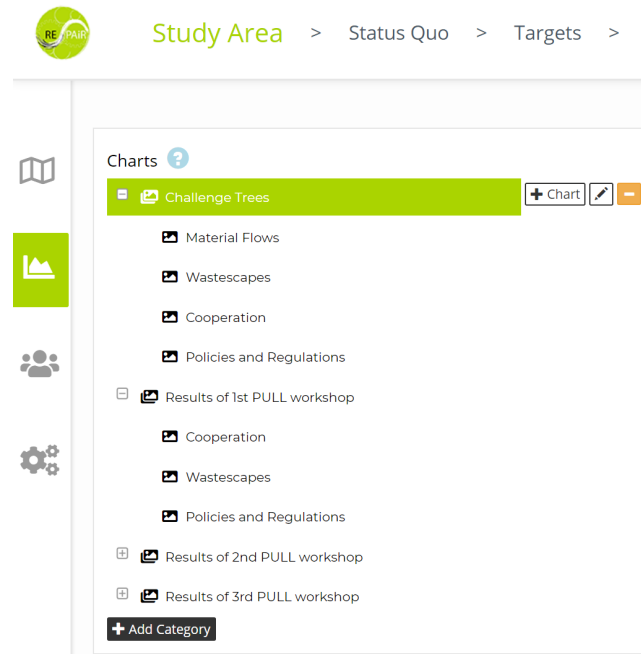 RE PAiR
Study Area > Status Quo > Targets >
Charts ?
Challenge Trees + Chart
Material Flows
Wastescapes
Cooperation
Policies and Regulations
Results of 1st PULL workshop
Cooperation
Wastescapes
Policies and Regulations
Results of 2nd PULL workshop
Results of 3rd PULL workshop
+ Add Category